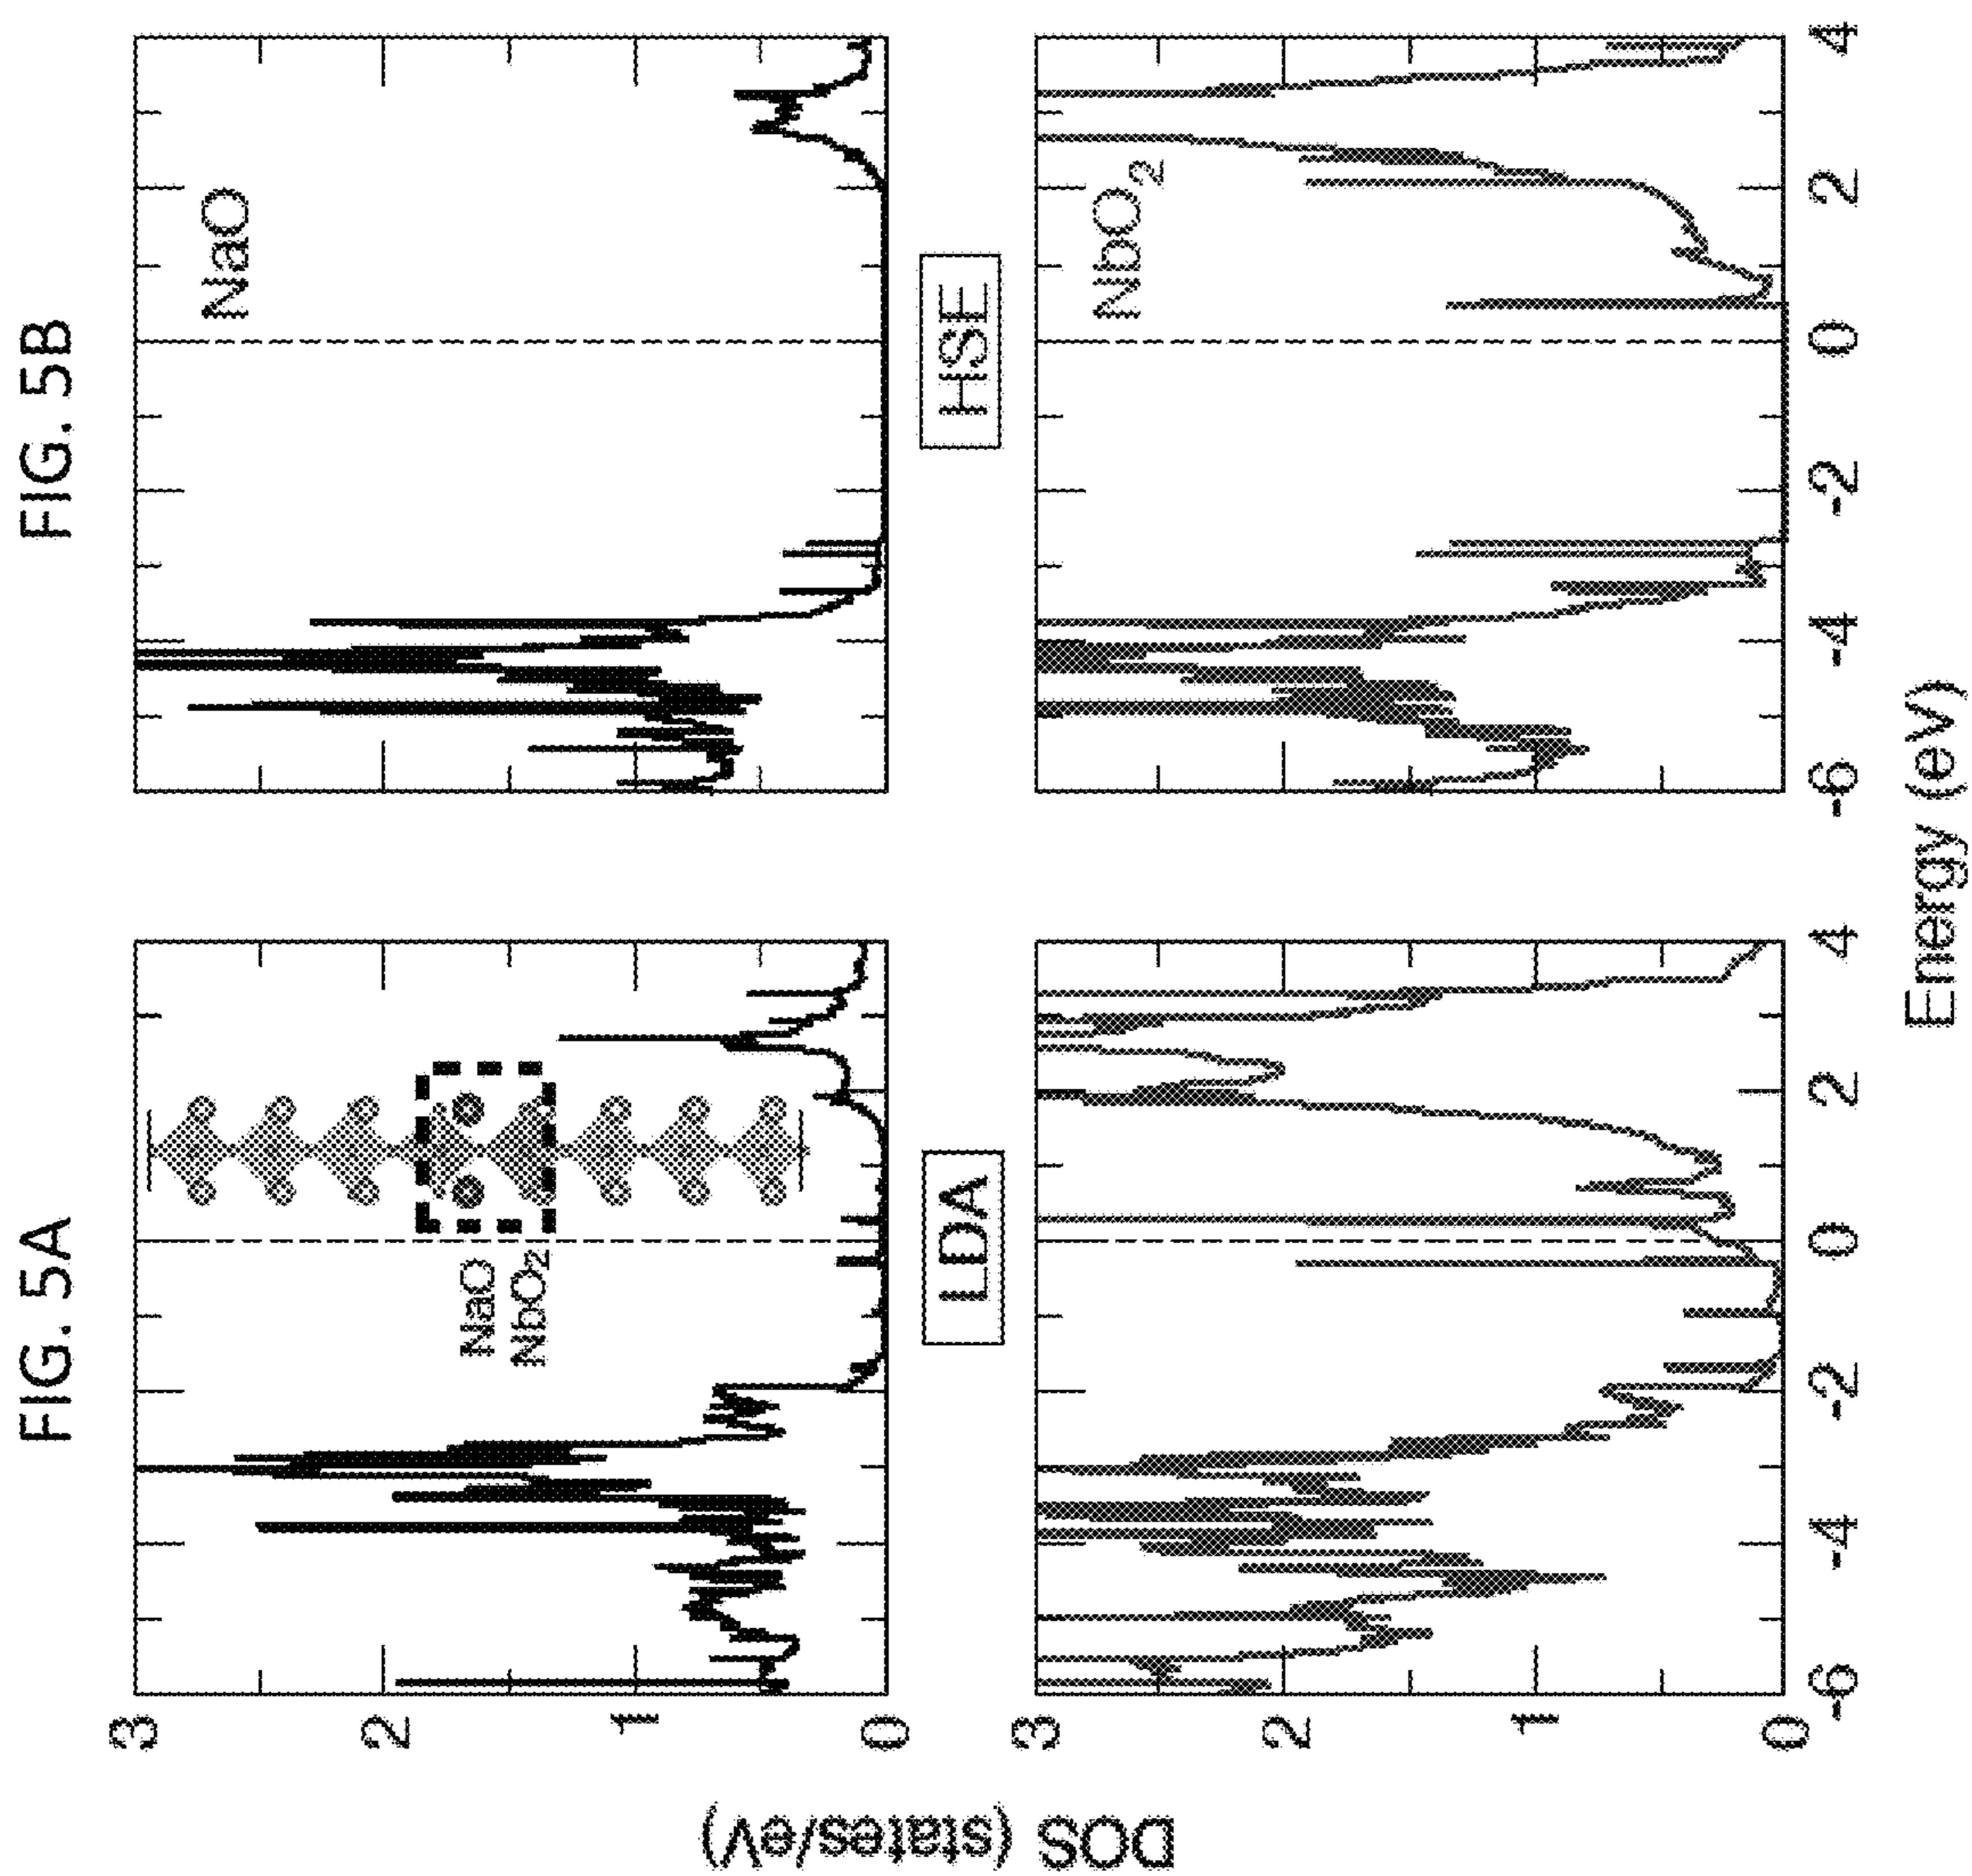 FIG. 5A
FIG. 5B
3
2
1
0
NaO
NbO2
NaO
LDA
HSE
3
2
1
0
NbO2
-6
-4
-2
0
2
4
-6
-4
-2
0
2
4
DOS (states/eV)
Energy (eV)